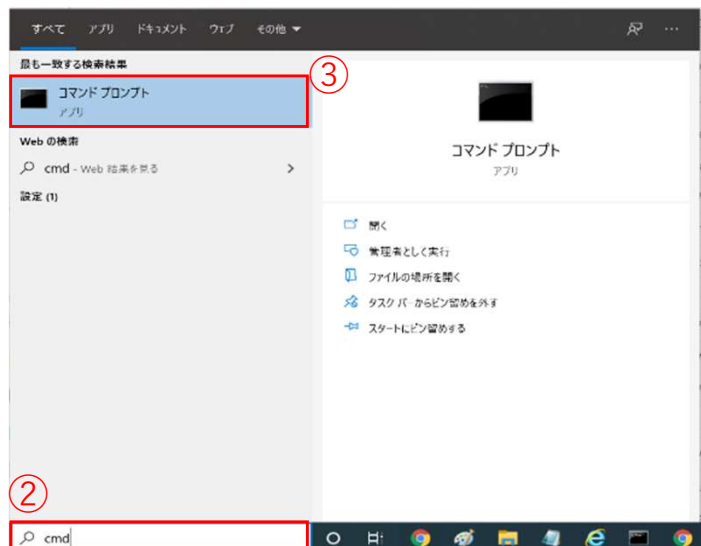 すべて アプリ ドキュメント ウェブ その他 ...
最も一致する検索結果
③
コマンド プロンプト
アプリ
Web の検索
cmd - Web 結果を見る
設定 (1)
コマンド プロンプト
アプリ
開く
管理者として実行
ファイルの場所を開く
タスク バーからピン留めを外す
スタートにピン留めする
②
cmd